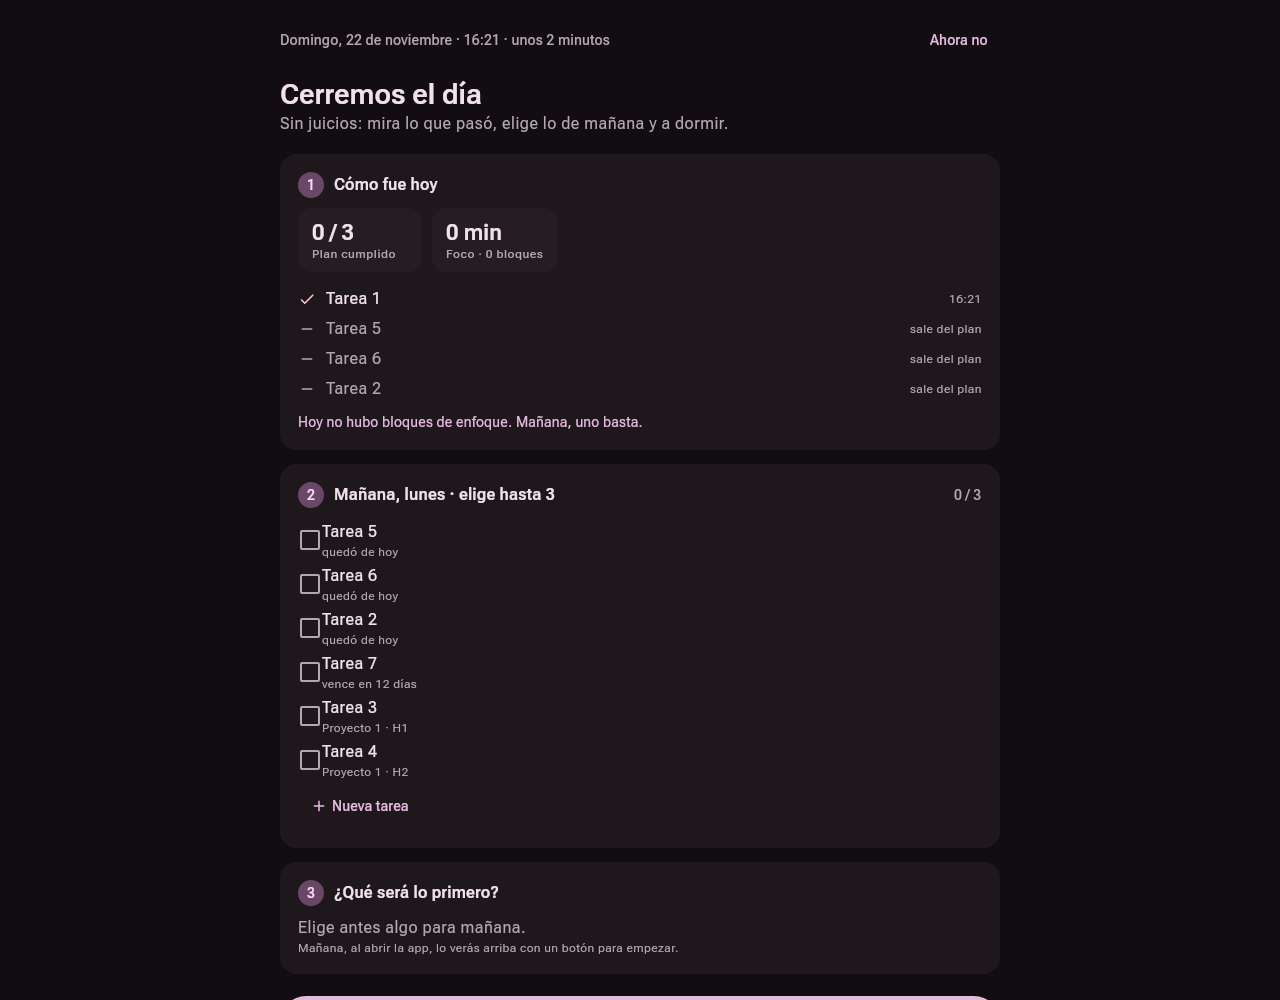 Domingo, 22 de noviembre · 16:21 · unos 2 minutos
Ahora no
Cerremos el día
Sin juicios: mira lo que pasó, elige lo de mañana y a dormir.
1 Cómo fue hoy
0 / 3
Plan cumplido
0 min
Foco · 0 bloques
Tarea 1 16:21
Tarea 5 sale del plan
Tarea 6 sale del plan
Tarea 2 sale del plan
Hoy no hubo bloques de enfoque. Mañana, uno basta.
2 Mañana, lunes · elige hasta 3 0 / 3
Tarea 5
quedó de hoy
Tarea 6
quedó de hoy
Tarea 2
quedó de hoy
Tarea 7
vence en 12 días
Tarea 3
Proyecto 1 · H1
Tarea 4
Proyecto 1 · H2
+ Nueva tarea
3 ¿Qué será lo primero?
Elige antes algo para mañana.
Mañana, al abrir la app, lo verás arriba con un botón para empezar.